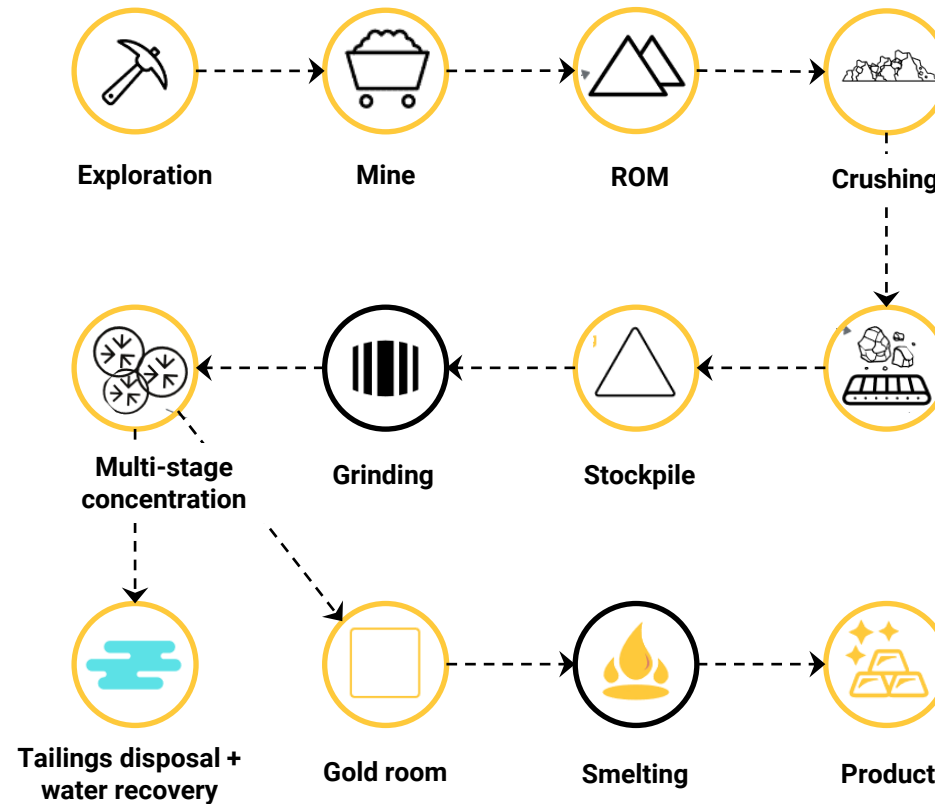 Exploration
Mine
ROM
Crushing
Multi-stage
concentration
Grinding
Stockpile
Tailings disposal +
water recovery
Gold room
Smelting
Product